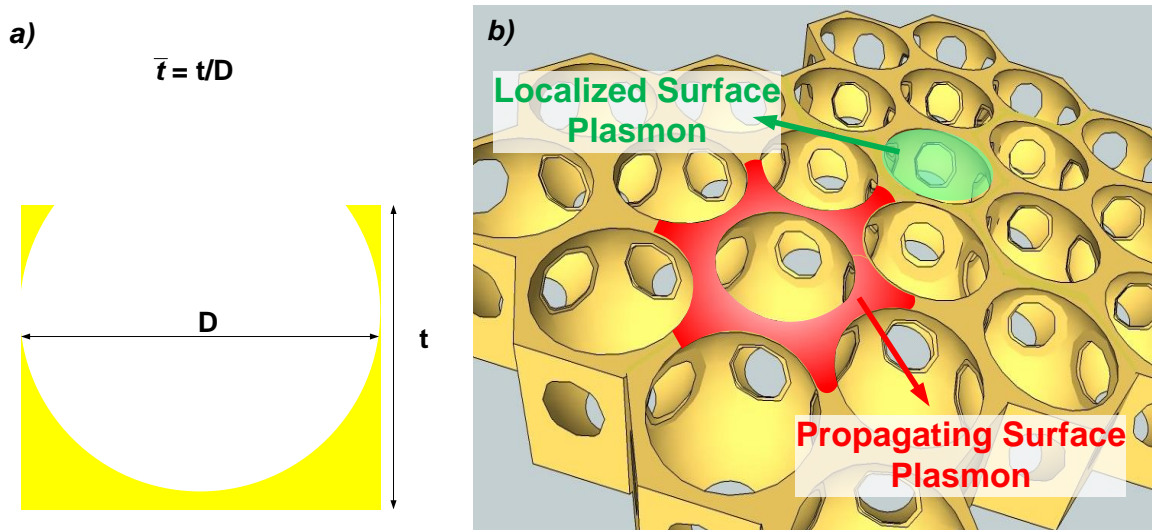 a)
t̅ = t/D
D
t
b)
Localized Surface
Plasmon
Propagating Surface
Plasmon